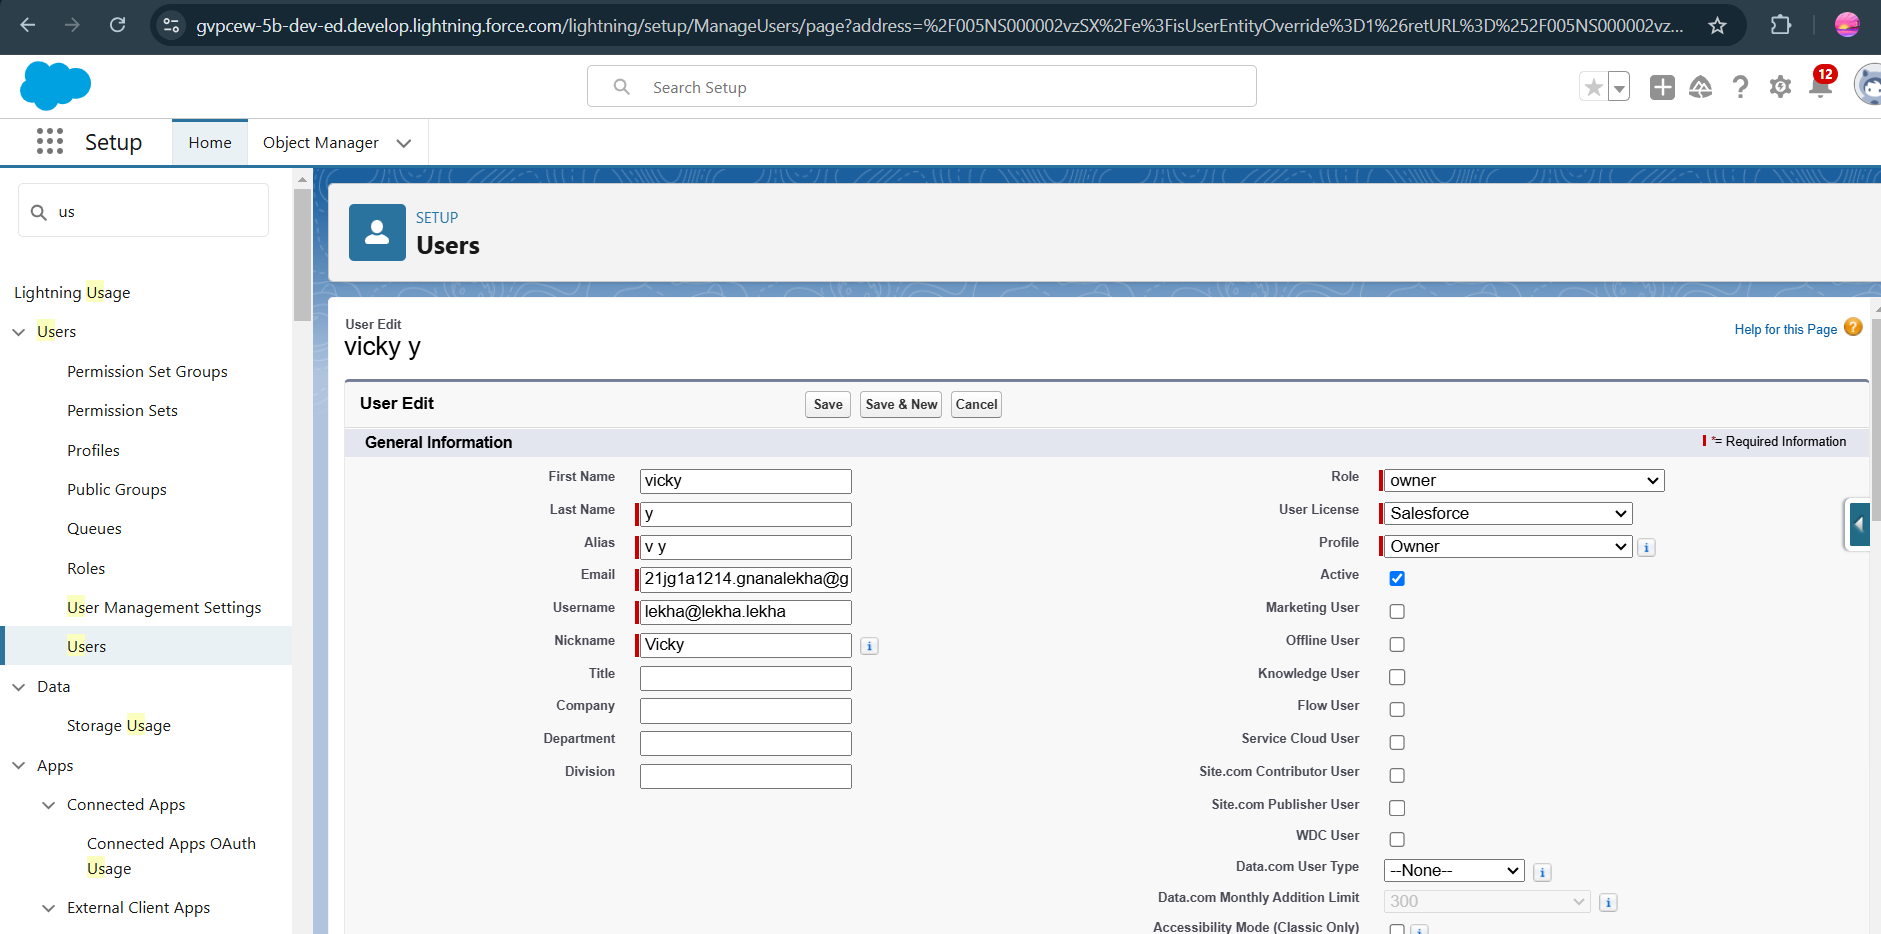 gvpcew-5b-dev-ed.develop.lightning.force.com/lightning/setup/ManageUsers/page?address=%2F005NS000002vzSX%2Fe%3FisUserEntityOverride%3D1%26retURL%3D%252F005NS000002vz...
Search Setup
12
Setup
Home
Object Manager
us
SETUP
Users
Lightning Usage
Users
Permission Set Groups
Permission Sets
Profiles
Public Groups
Queues
Roles
User Management Settings
Users
Data
Storage Usage
Apps
Connected Apps
Connected Apps OAuth
Usage
External Client Apps
User Edit
vicky y
Help for this Page ?
User Edit
Save
Save & New
Cancel
General Information
*= Required Information
First Name vicky
Last Name y
Alias v y
Email 21jg1a1214.gnanalekha@g
Username lekha@lekha.lekha
Nickname Vicky i
Title
Company
Department
Division
Role owner
User License Salesforce
Profile Owner i
Active
Marketing User
Offline User
Knowledge User
Flow User
Service Cloud User
Site.com Contributor User
Site.com Publisher User
WDC User
Data.com User Type --None-- i
Data.com Monthly Addition Limit 300 i
Accessibility Mode (Classic Only) i